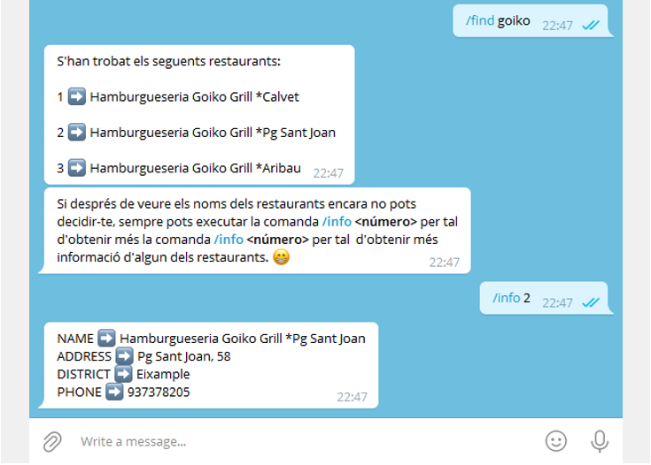 /find goiko 22:47
S'han trobat els seguents restaurants:
1 ➡ Hamburgueseria Goiko Grill *Calvet
2 ➡ Hamburgueseria Goiko Grill *Pg Sant Joan
3 ➡ Hamburgueseria Goiko Grill *Aribau 22:47
Si després de veure els noms dels restaurants encara no pots
decidir-te, sempre pots executar la comanda /info <número> per tal
d'obtenir més la comanda /info <número> per tal d'obtenir més
informació d'algun dels restaurants. 😁 22:47
/info 2 22:47
NAME ➡ Hamburgueseria Goiko Grill *Pg Sant Joan
ADDRESS ➡ Pg Sant Joan, 58
DISTRICT ➡ Eixample
PHONE ➡ 937378205 22:47
Write a message...